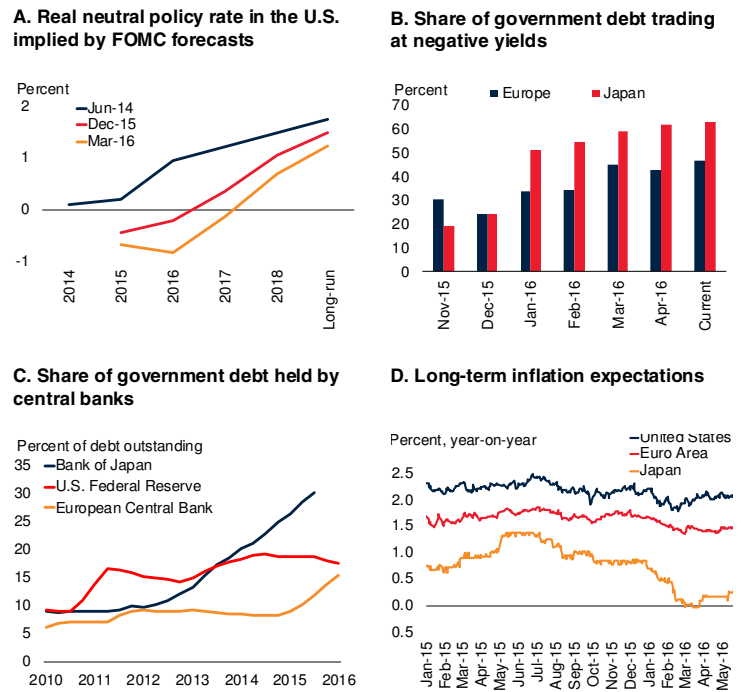 A. Real neutral policy rate in the U.S.
implied by FOMC forecasts
Percent
2
1
0
-1
Jun-14
Dec-15
Mar-16
2014
2015
2016
2017
2018
Long-run
B. Share of government debt trading
at negative yields
Percent
Europe
Japan
70
60
50
40
30
20
10
0
Nov-15
Dec-15
Jan-16
Feb-16
Mar-16
Apr-16
Current
C. Share of government debt held by
central banks
Percent of debt outstanding
35
30
25
20
15
10
5
0
Bank of Japan
U.S. Federal Reserve
European Central Bank
2010
2011
2012
2013
2014
2015
2016
D. Long-term inflation expectations
Percent, year-on-year
United States
Euro Area
Japan
2.5
2.0
1.5
1.0
0.5
0.0
0.5
Jan-15
Feb-15
Mar-15
Apr-15
May-15
Jun-15
Jul-15
Aug-15
Sep-15
Oct-15
Nov-15
Dec-15
Jan-16
Feb-16
Mar-16
Apr-16
May-16